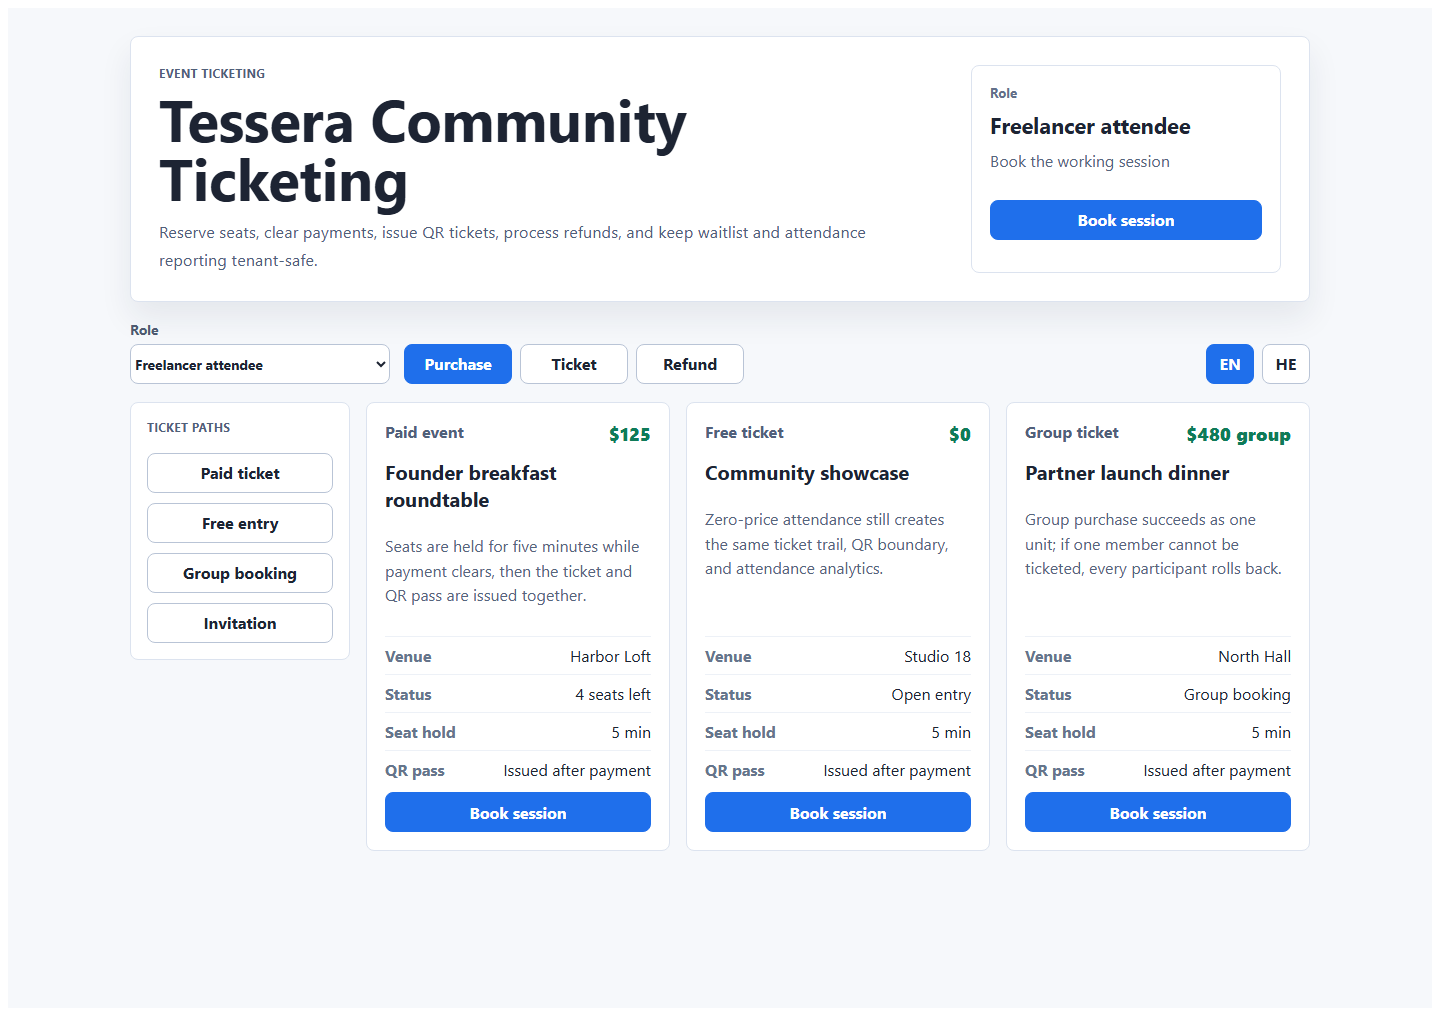 EVENT TICKETING
Tessera Community
Ticketing
Reserve seats, clear payments, issue QR tickets, process refunds, and keep waitlist and attendance
reporting tenant-safe.
Role
Freelancer attendee
Book the working session
Book session
Role
Freelancer attendee
Purchase
Ticket
Refund
EN
HE
TICKET PATHS
Paid ticket
Free entry
Group booking
Invitation
Paid event
$125
Founder breakfast
roundtable
Seats are held for five minutes while
payment clears, then the ticket and
QR pass are issued together.
Venue
Harbor Loft
Status
4 seats left
Seat hold
5 min
QR pass
Issued after payment
Book session
Free ticket
$0
Community showcase
Zero-price attendance still creates
the same ticket trail, QR boundary,
and attendance analytics.
Venue
Studio 18
Status
Open entry
Seat hold
5 min
QR pass
Issued after payment
Book session
Group ticket
$480 group
Partner launch dinner
Group purchase succeeds as one
unit; if one member cannot be
ticketed, every participant rolls back.
Venue
North Hall
Status
Group booking
Seat hold
5 min
QR pass
Issued after payment
Book session